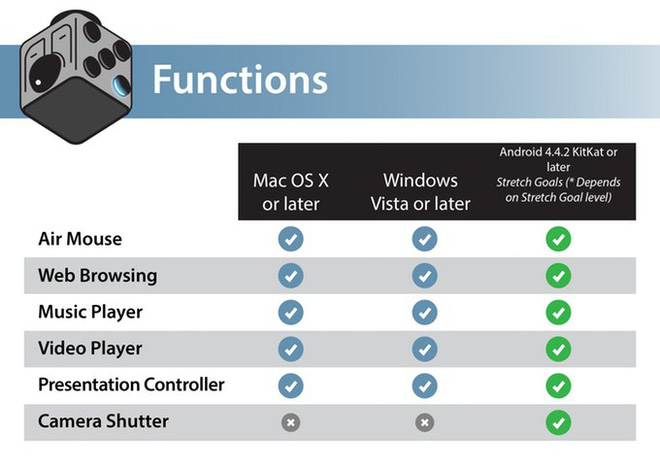 Functions
Mac OS X
or later
Windows
Vista or later
Android 4.4.2 KitKat or
later
Stretch Goals (* Depends
on Stretch Goal level)
Air Mouse
Web Browsing
Music Player
Video Player
Presentation Controller
Camera Shutter